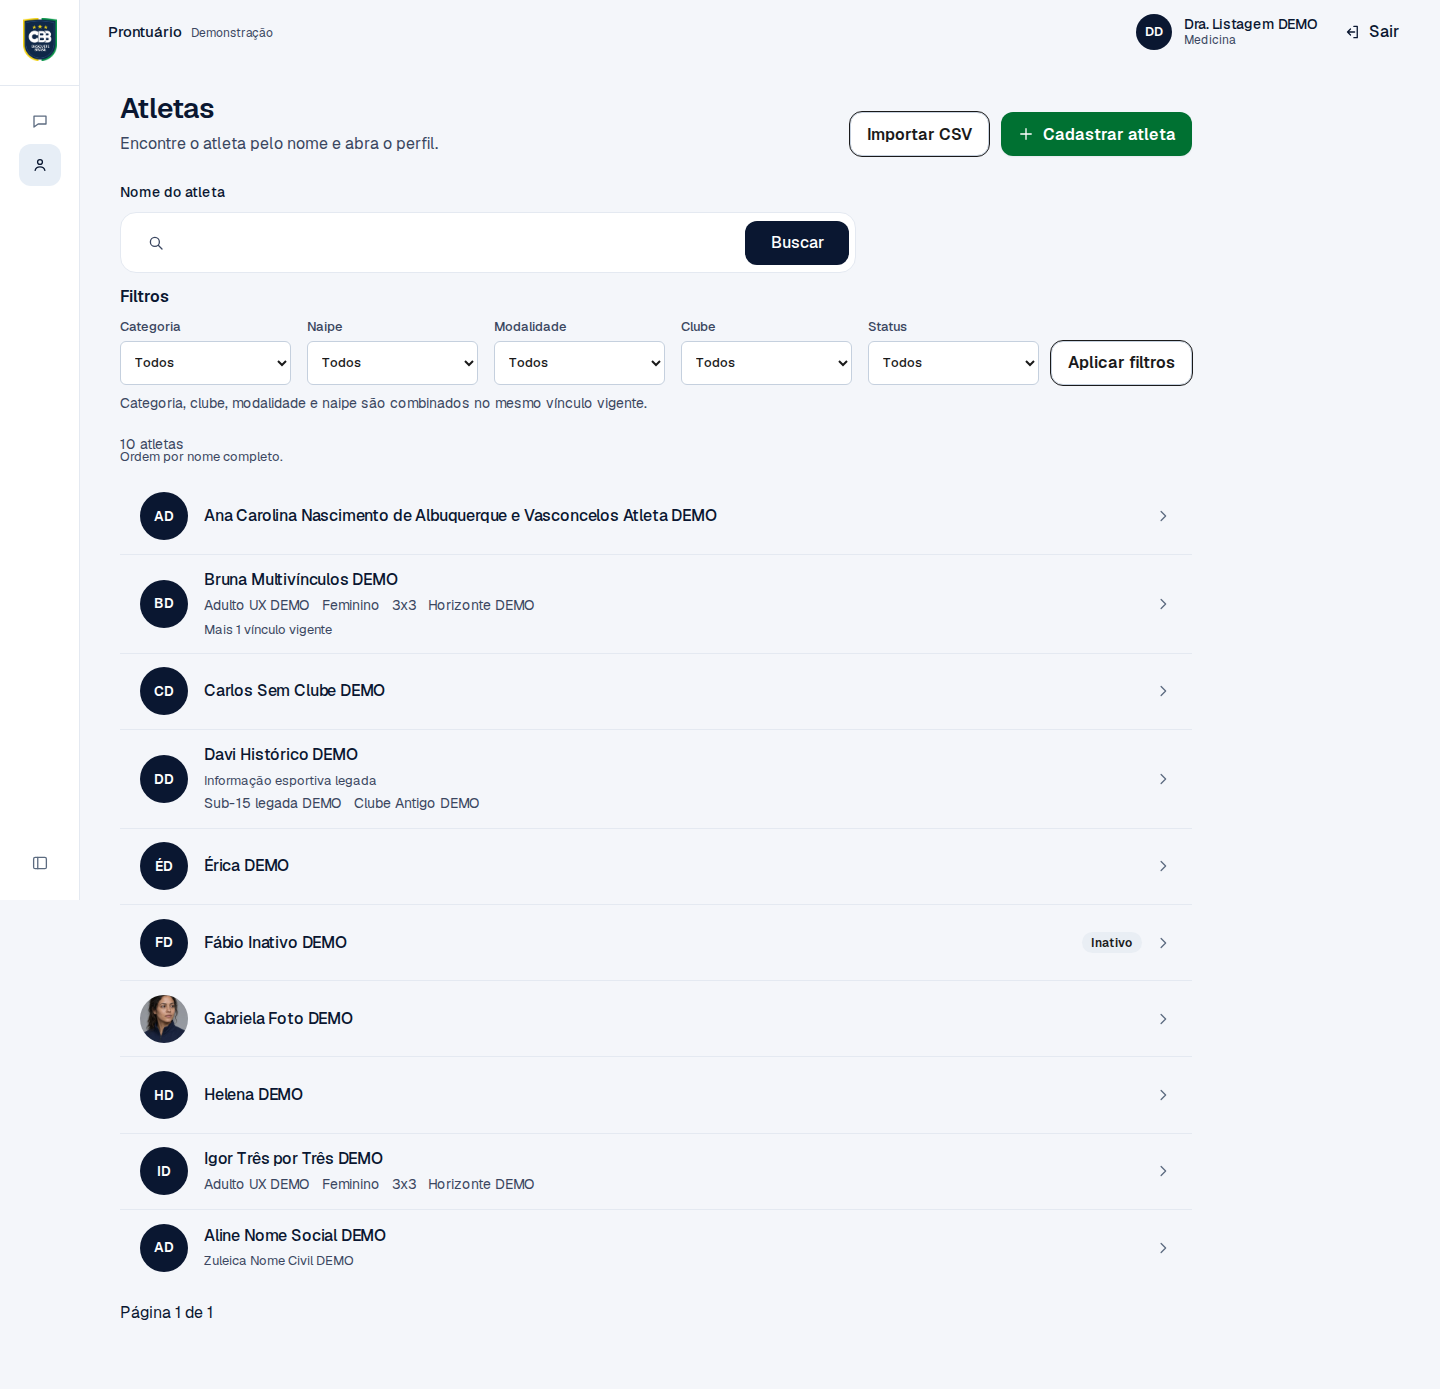 CBB
Prontuário Demonstração
DD
Dra. Listagem DEMO
Medicina
Sair
Atletas
Encontre o atleta pelo nome e abra o perfil.
Importar CSV
Cadastrar atleta
Nome do atleta
Buscar
Filtros
Categoria Naipe Modalidade Clube Status
Todos Todos Todos Todos Todos Aplicar filtros
Categoria, clube, modalidade e naipe são combinados no mesmo vínculo vigente.
10 atletas
Ordem por nome completo.
AD
Ana Carolina Nascimento de Albuquerque e Vasconcelos Atleta DEMO
BD
Bruna Multivínculos DEMO
Adulto UX DEMO Feminino 3x3 Horizonte DEMO
Mais 1 vínculo vigente
CD
Carlos Sem Clube DEMO
DD
Davi Histórico DEMO
Informação esportiva legada
Sub-15 legada DEMO Clube Antigo DEMO
ÉD
Érica DEMO
FD
Fábio Inativo DEMO
Inativo
Gabriela Foto DEMO
HD
Helena DEMO
ID
Igor Três por Três DEMO
Adulto UX DEMO Feminino 3x3 Horizonte DEMO
AD
Aline Nome Social DEMO
Zuleica Nome Civil DEMO
Página 1 de 1